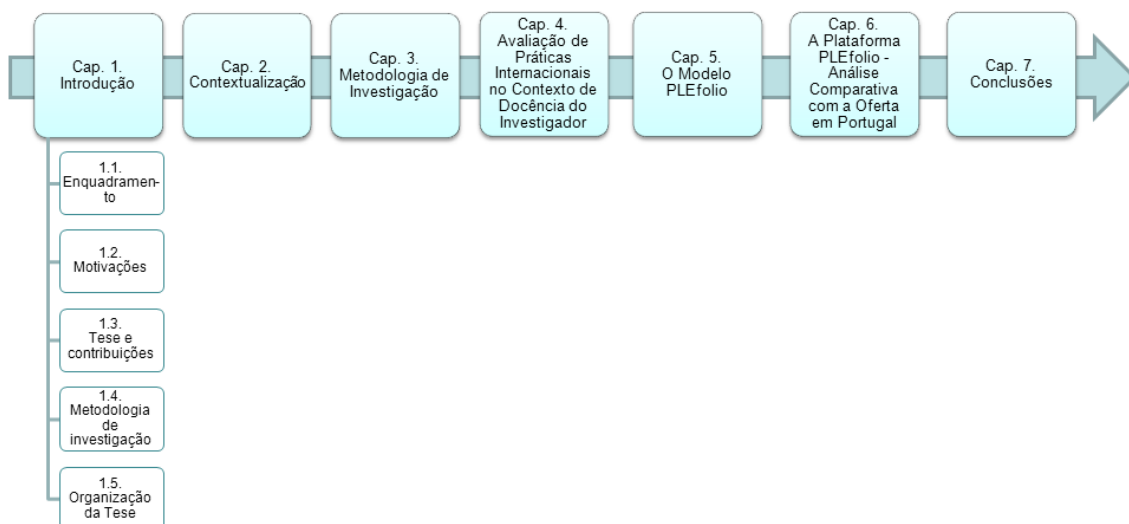 Cap. 1.
Introdução
Cap. 2.
Contextualização
Cap. 3.
Metodologia de
Investigação
Cap. 4.
Avaliação de
Práticas
Internacionais
no Contexto de
Docência do
Investigador
Cap. 5.
O Modelo
PLEfolio
Cap. 6.
A Plataforma
PLEfolio -
Análise
Comparativa
com a Oferta
em Portugal
Cap. 7.
Conclusões
1.1.
Enquadramen-
to
1.2.
Motivações
1.3.
Tese e
contribuições
1.4.
Metodologia
de
investigação
1.5.
Organização
da Tese